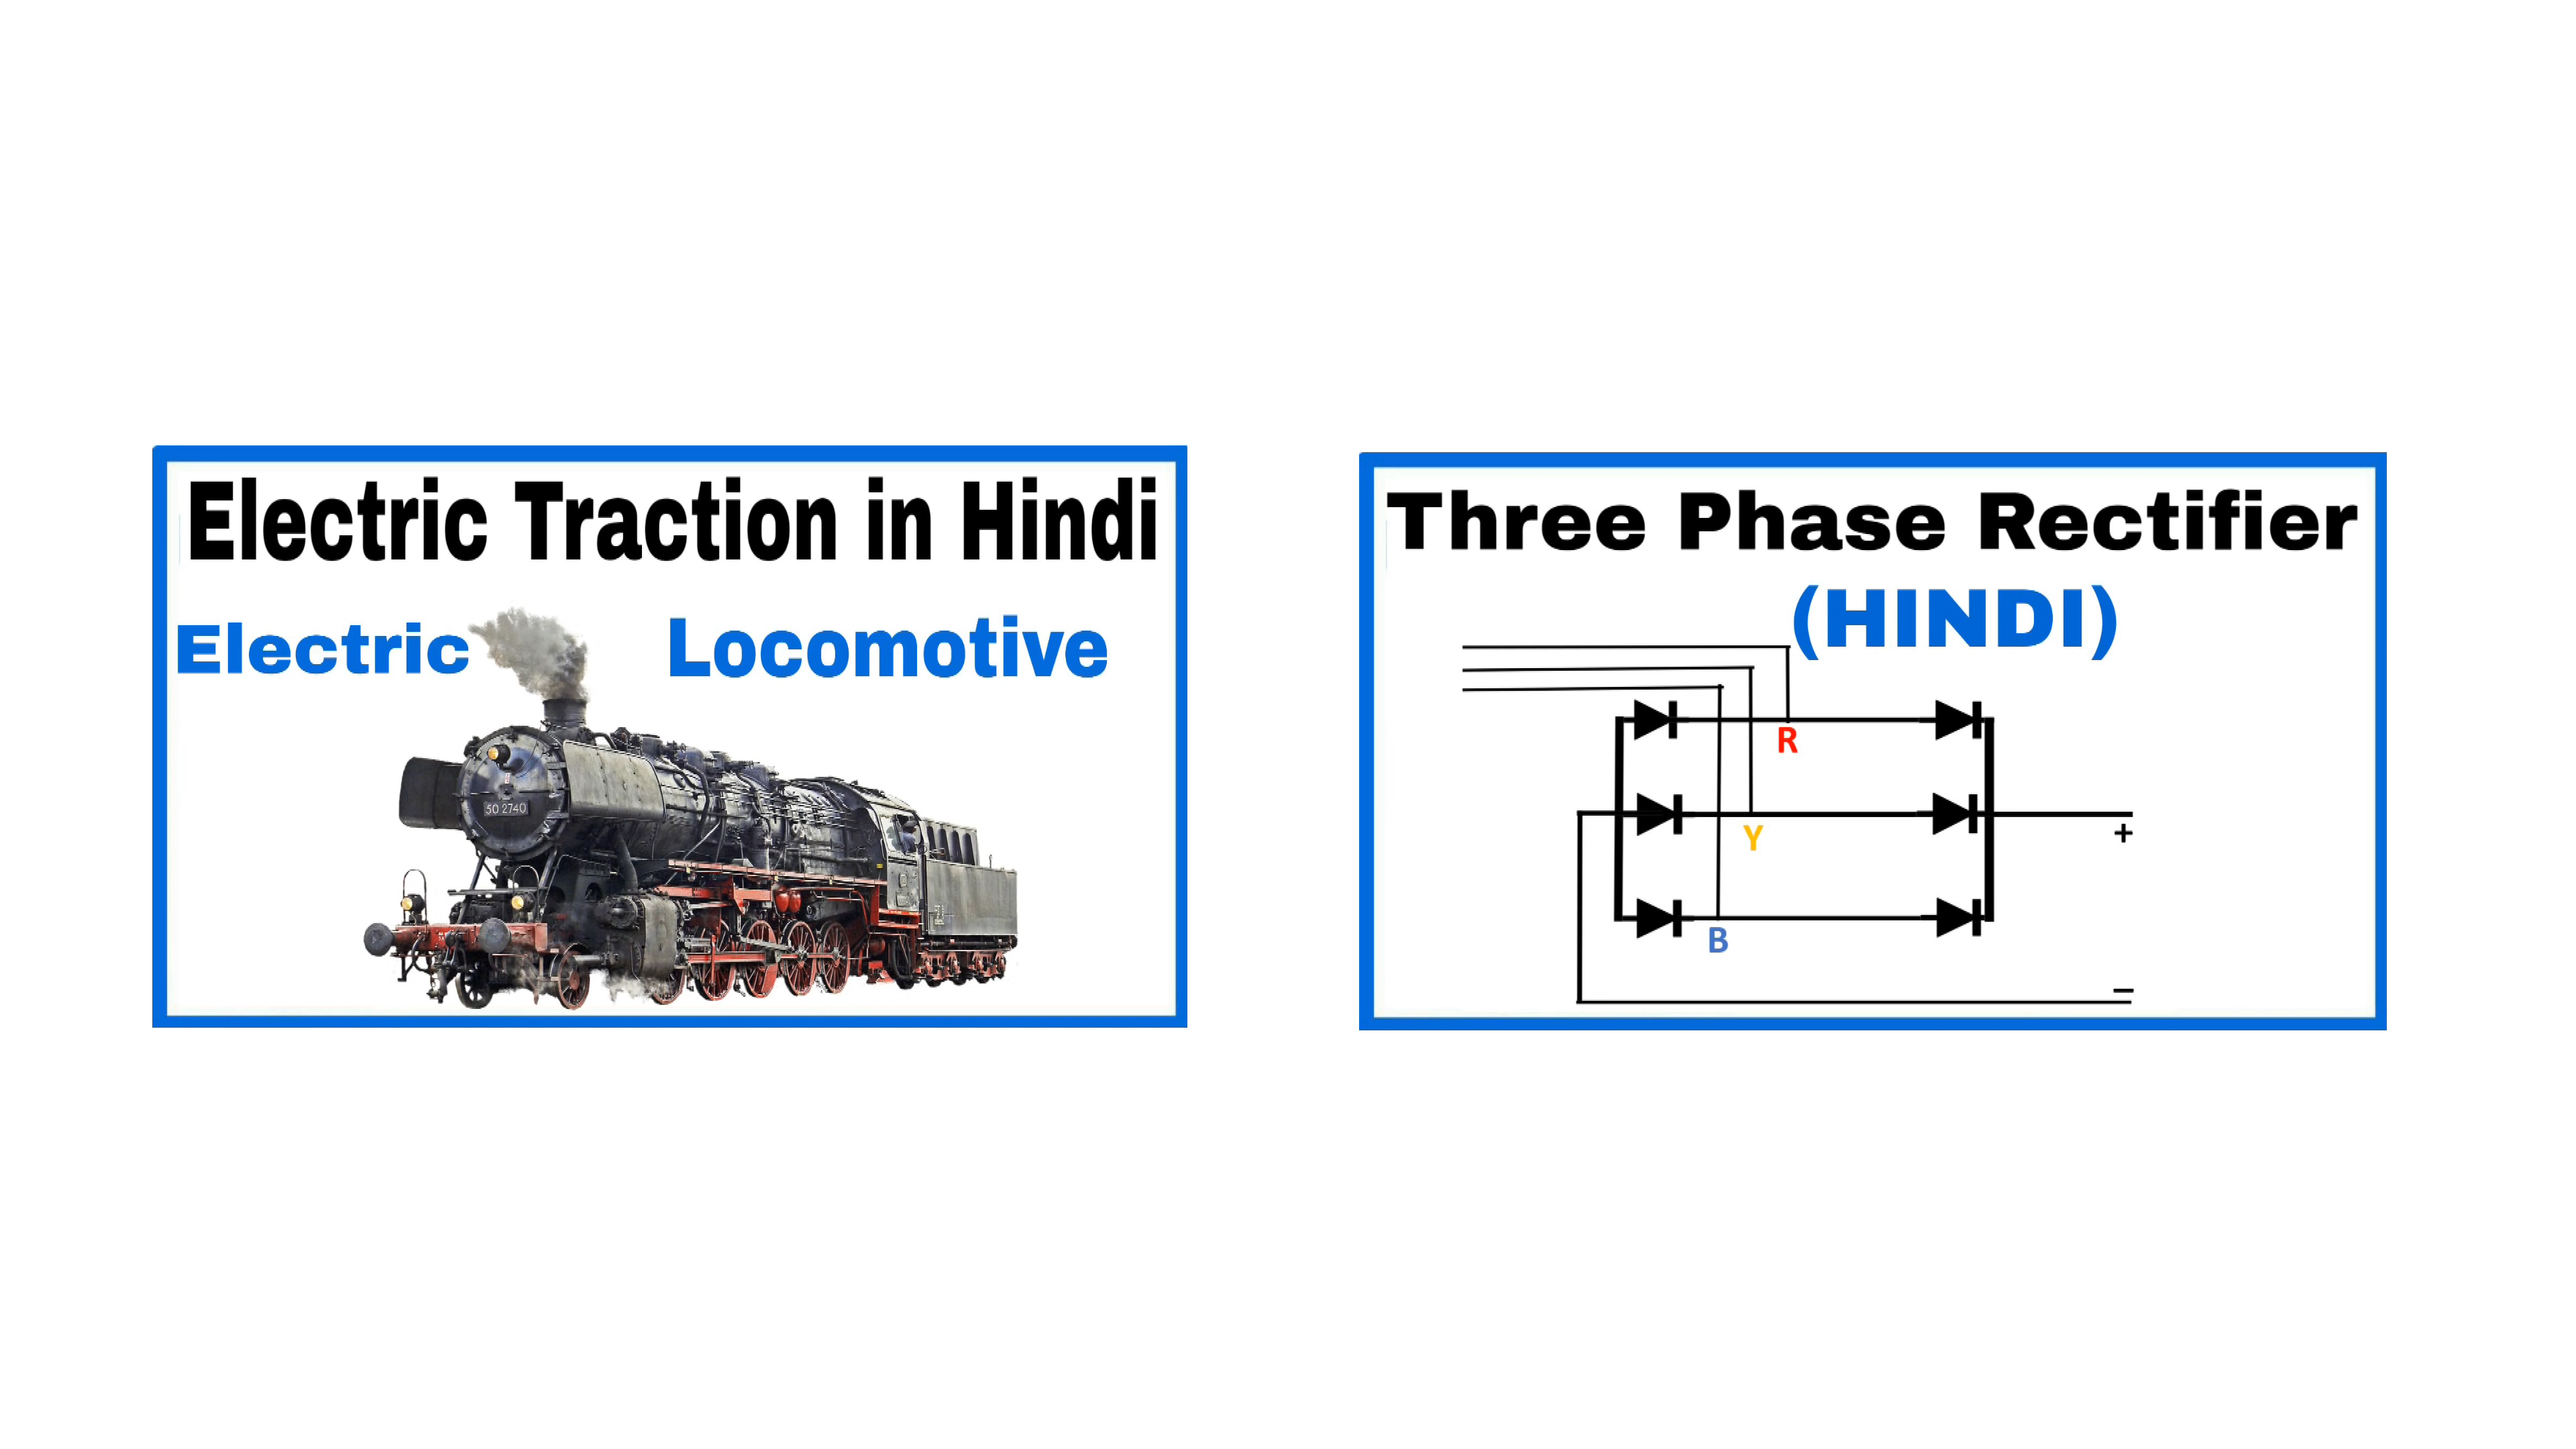 Electric Traction in Hindi
Electric Locomotive
50 2740
Three Phase Rectifier
(HINDI)
R
Y
+
B
–